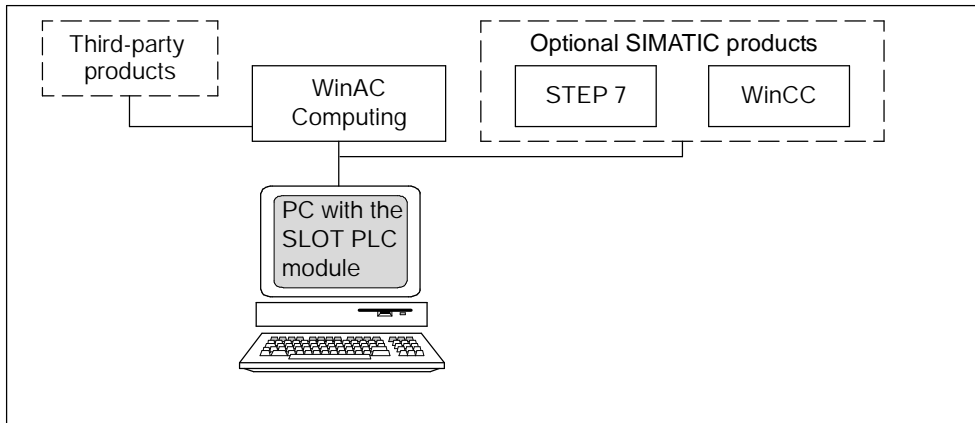 Third-party
products
WinAC
Computing
Optional SIMATIC products
STEP 7
WinCC
PC with the
SLOT PLC
module